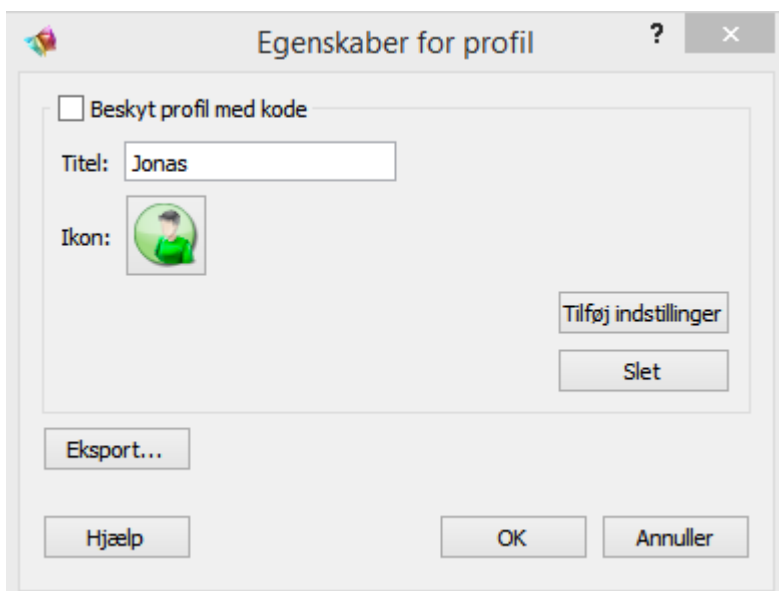 Egenskaber for profil ?
Beskyt profil med kode
Titel: Jonas
Ikon:
Tilføj indstillinger
Slet
Eksport...
Hjælp OK Annuller